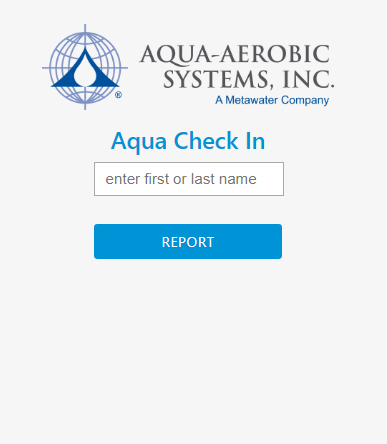 AQUA-AEROBIC
SYSTEMS, INC.
A Metawater Company
®
Aqua Check In
enter first or last name
REPORT